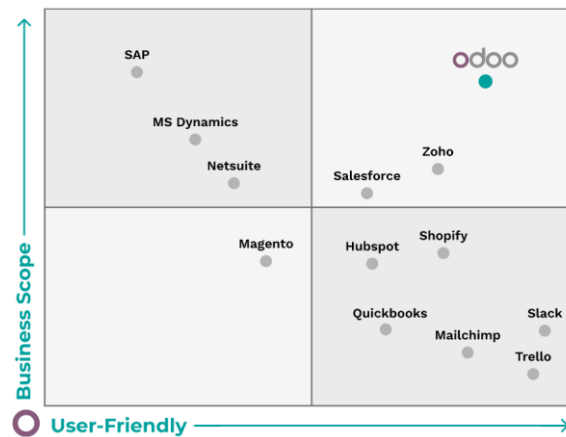 SAP
odoo
MS Dynamics
Netsuite
Zoho
Salesforce
Magento
Hubspot
Shopify
Quickbooks
Mailchimp
Slack
Trello
Business Scope
User-Friendly